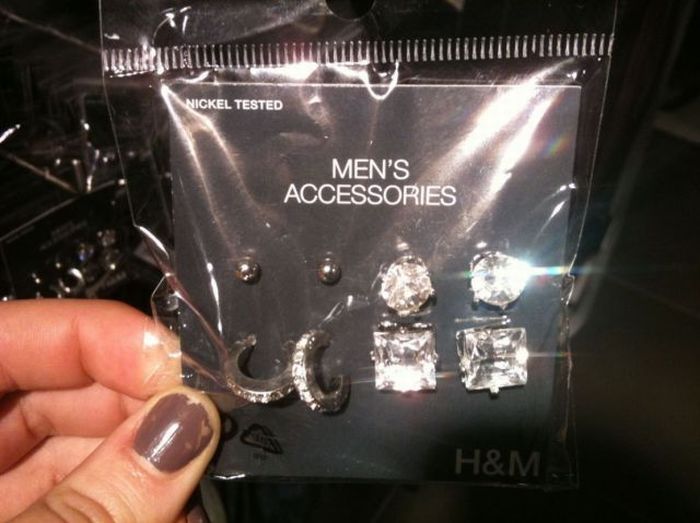 NICKEL TESTED
MEN'S
ACCESSORIES
H&M